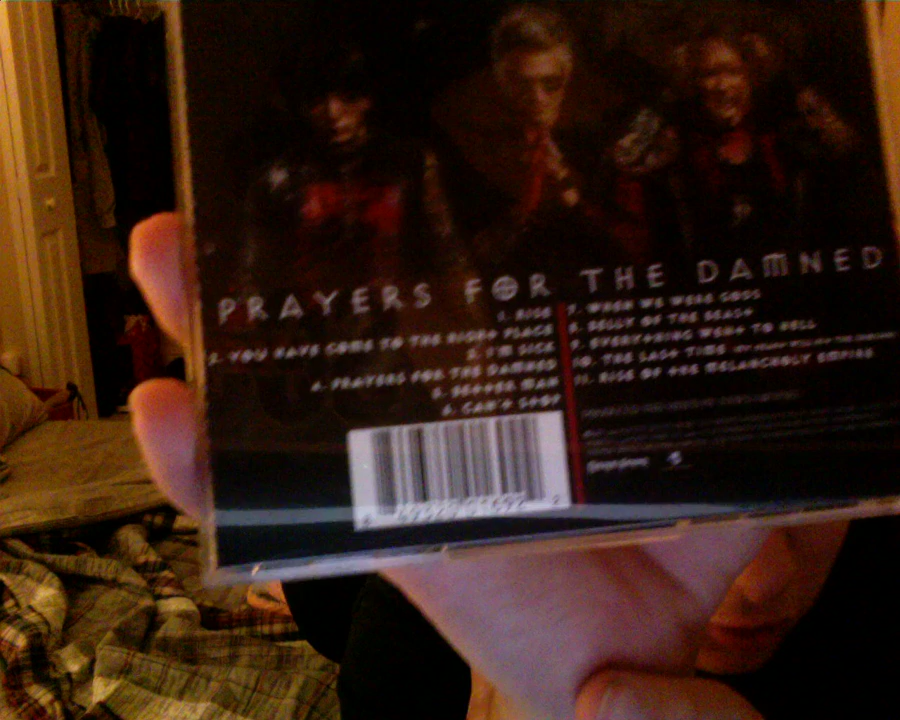 PRAYERS FOR THE DAMNED
1. RISE
2. YOU HAVE COME TO THE RIGHT PLACE
3. I'M SICK
4. PRAYERS FOR THE DAMNED
5. BETTER MAN
6. CAN'T STOP
7. WHEN WE WERE GODS
8. BELLY OF THE BEAST
9. EVERYTHING WENT TO HELL
10. THE LAST TIME
11. RISE OF THE MELANCHOLY EMPIRE